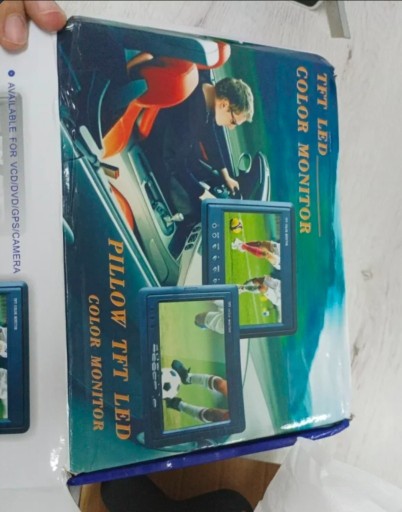 TFT LED
COLOR MONITOR
PILLOW TFT LED
COLOR MONITOR
AVAILABLE FOR VCD/DVD/GPS/CAMERA